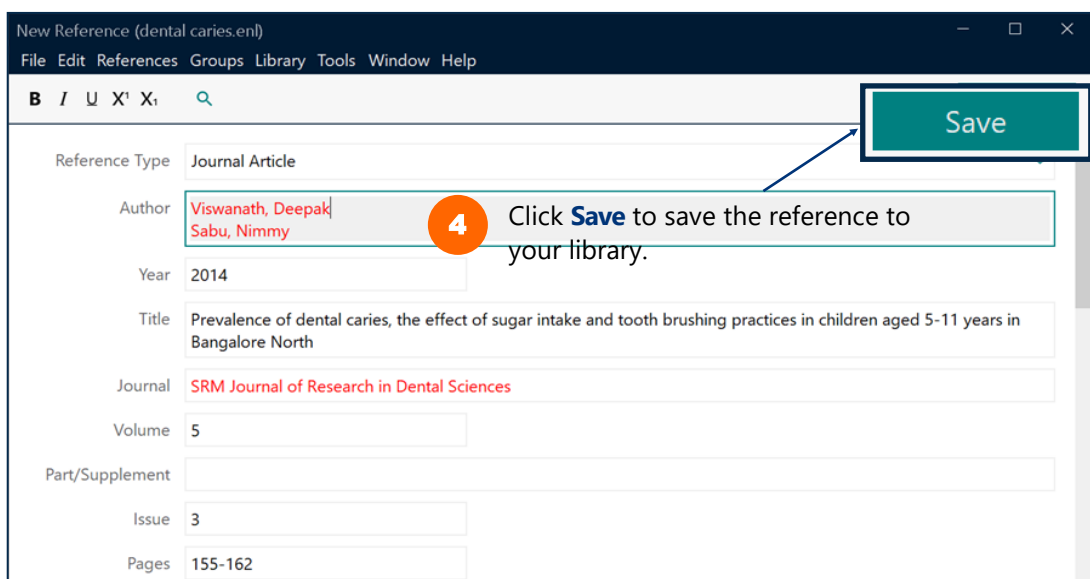 New Reference (dental caries.enl)
File Edit References Groups Library Tools Window Help
B I U X¹ X₁
Save
Reference Type Journal Article
Author Viswanath, Deepak
Sabu, Nimmy
4 Click Save to save the reference to
your library.
Year 2014
Title Prevalence of dental caries, the effect of sugar intake and tooth brushing practices in children aged 5-11 years in
Bangalore North
Journal SRM Journal of Research in Dental Sciences
Volume 5
Part/Supplement
Issue 3
Pages 155-162